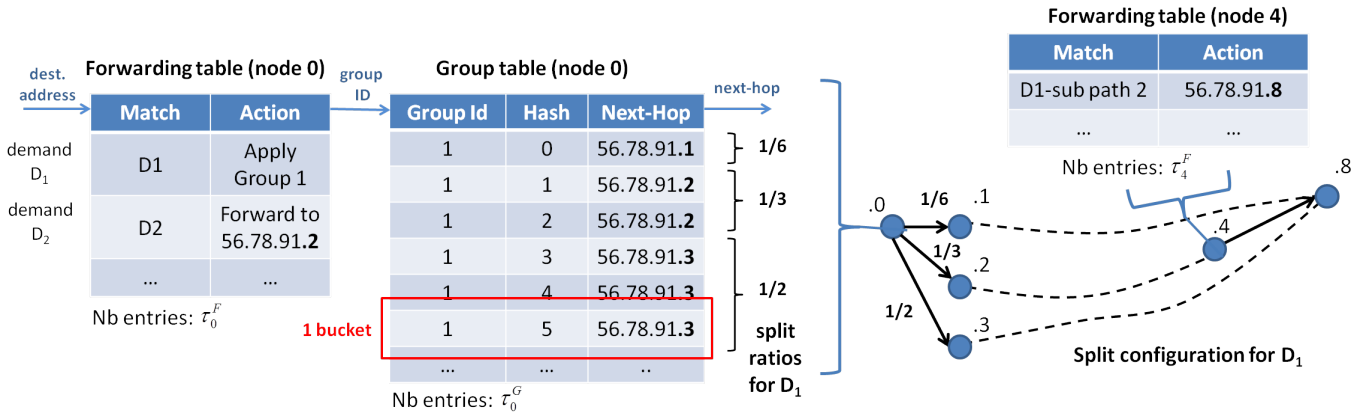 dest.
address
Forwarding table (node 0)
Match Action
demand
D1
D1 Apply
Group 1
demand
D2
D2 Forward to
56.78.91.2
... ...
Nb entries: τ0F
group
ID
Group table (node 0)
Group Id Hash Next-Hop
1 0 56.78.91.1
1 1 56.78.91.2
1 2 56.78.91.2
1 3 56.78.91.3
1 4 56.78.91.3
1 5 56.78.91.3
... ... ..
1 bucket
Nb entries: τ0G
next-hop
1/6
1/3
1/2
split
ratios
for D1
Forwarding table (node 4)
Match Action
D1-sub path 2 56.78.91.8
... ...
Nb entries: τ4F
.0
1/6
.1
1/3
.2
1/2
.3
.4
.8
Split configuration for D1